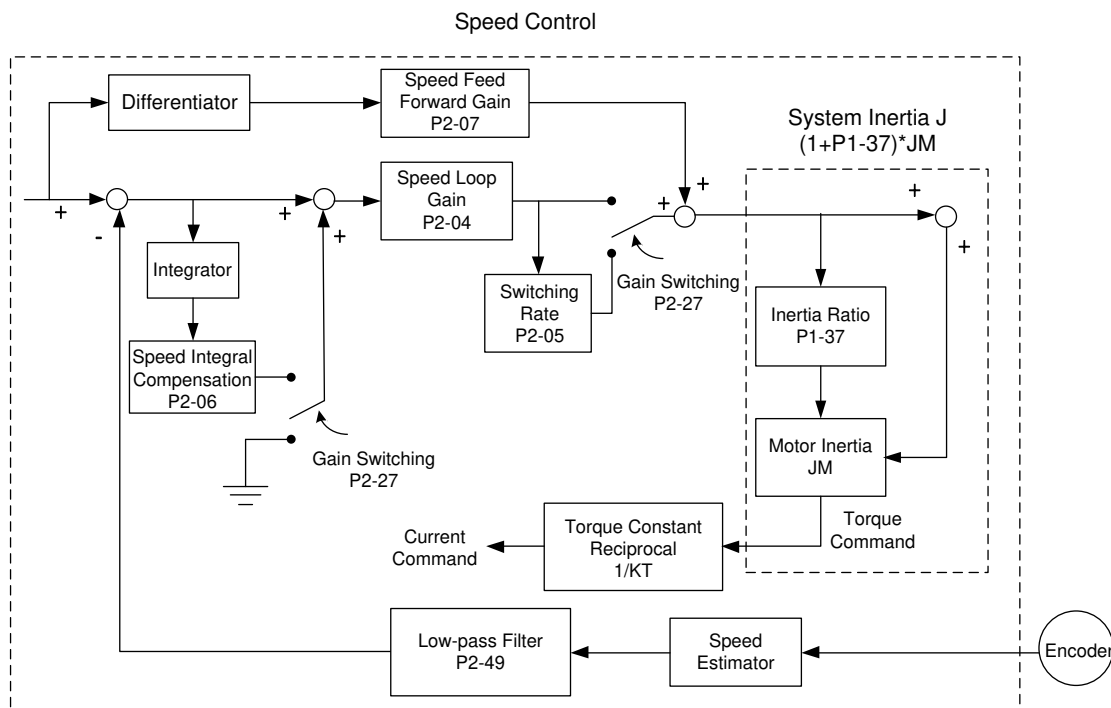 Speed Control
Differentiator
Speed Feed
Forward Gain
P2-07
System Inertia J
(1+P1-37)*JM
+
-
+
+
Speed Loop
Gain
P2-04
+
+
+
+
Integrator
Speed Integral
Compensation
P2-06
Gain Switching
P2-27
Switching
Rate
P2-05
Gain Switching
P2-27
Inertia Ratio
P1-37
Motor Inertia
JM
Torque
Command
Torque Constant
Reciprocal
1/KT
Current
Command
Low-pass Filter
P2-49
Speed
Estimator
Encoder